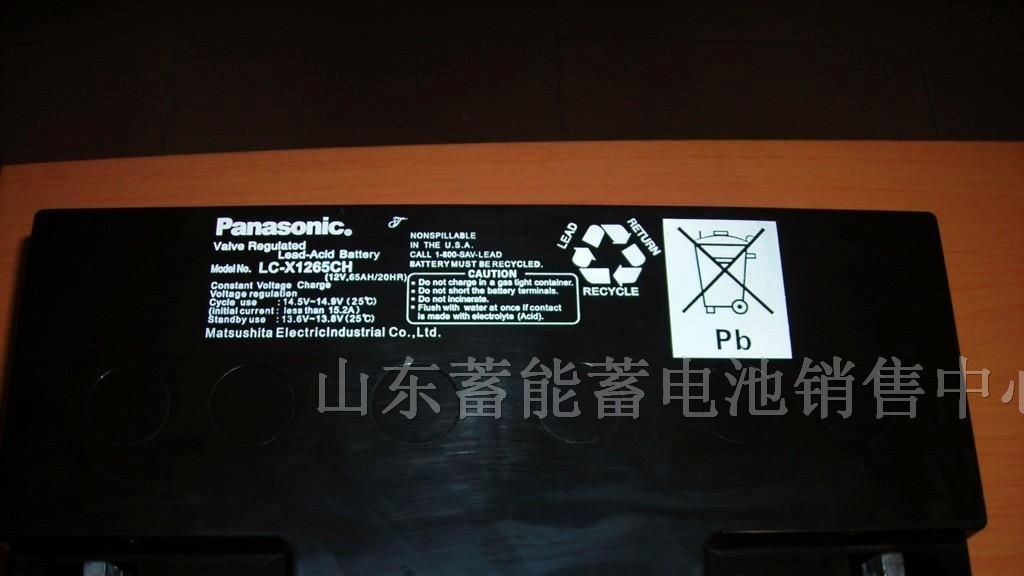 Panasonic.
Valve Regulated
Lead-Acid Battery
Model No. LC-X1265CH
(12V,65AH/20HR)
Constant Voltage Charge
Voltage regulation
Cycle use : 14.5V~14.9V (25℃)
(initial current : less than 15.2A)
Standby use : 13.6V~13.8V (25℃)
Matsushita ElectricIndustrial Co.,Ltd.
NONSPILLABLE
IN THE U.S.A.
CALL 1-800-SAV-LEAD
BATTERY MUST BE RECYCLED.
CAUTION
• Do not charge in a gas tight container.
• Do not short the battery terminals.
• Do not incinerate.
• Flush with water at once if contact
is made with electrolyte (Acid).
LEAD
RETURN
RECYCLE
Pb
山东蓄能蓄电池销售中心